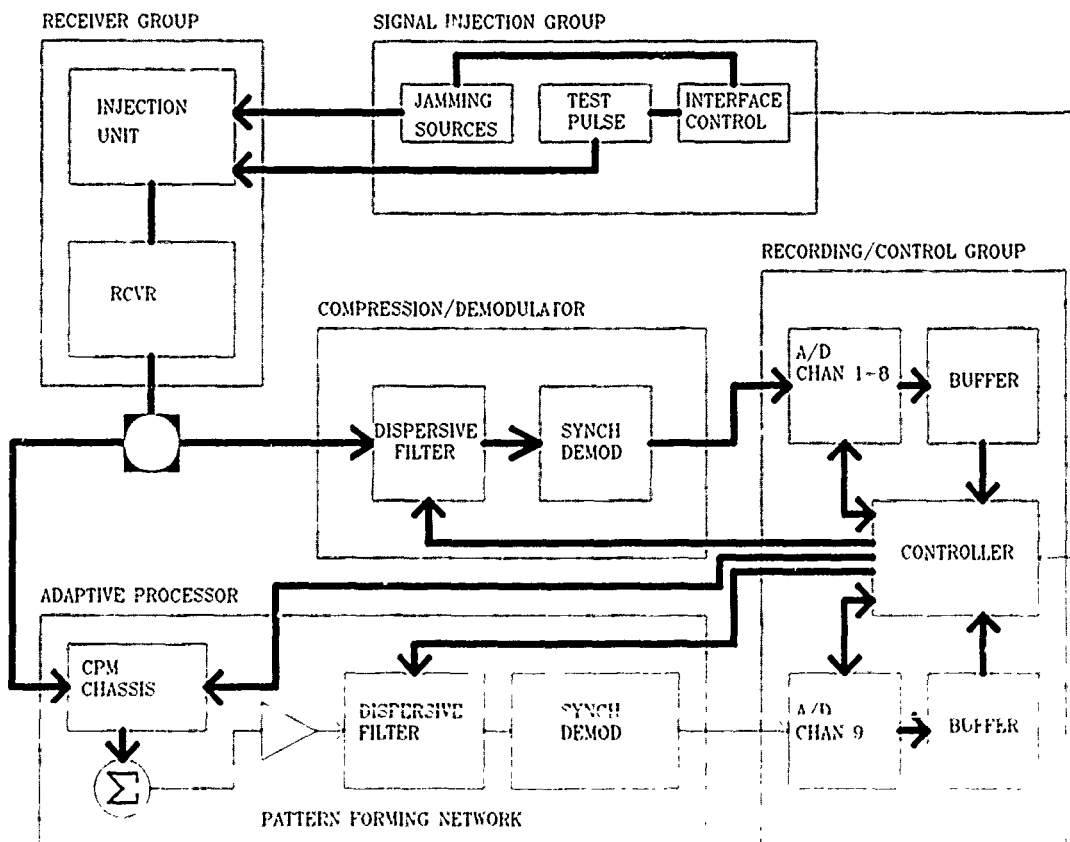 RECEIVER GROUP
SIGNAL INJECTION GROUP
INJECTION
UNIT
JAMMING
SOURCES
TEST
PULSE
INTERFACE
CONTROL
RCVR
RECORDING/CONTROL GROUP
COMPRESSION/DEMODULATOR
A/D
CHAN 1-8
BUFFER
DISPERSIVE
FILTER
SYNCH
DEMOD
CONTROLLER
ADAPTIVE PROCESSOR
CPM
CHASSIS
DISPERSIVE
FILTER
SYNCH
DEMOD
A/D
CHAN 9
BUFFER
Σ
PATTERN FORMING NETWORK